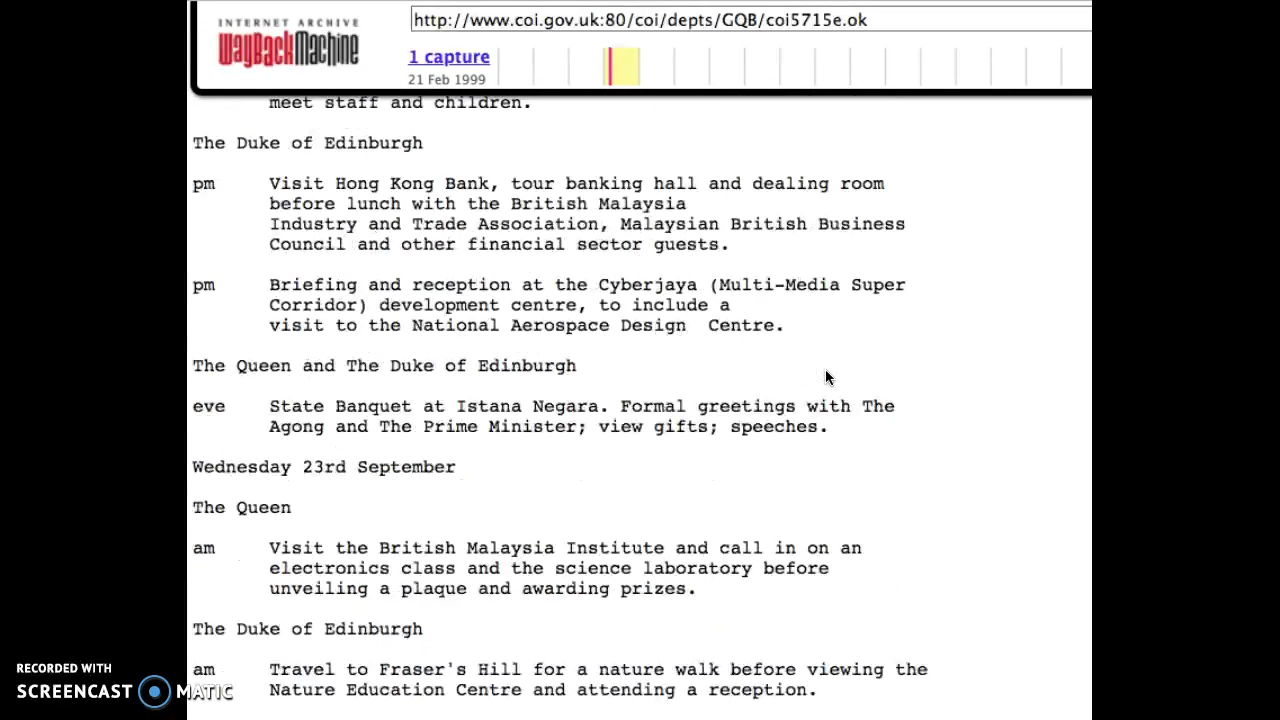 INTERNET ARCHIVE
WayBackMachine
http://www.coi.gov.uk:80/coi/depts/GQB/coi5715e.ok
1 capture
21 Feb 1999
meet staff and children.
The Duke of Edinburgh
pm Visit Hong Kong Bank, tour banking hall and dealing room
before lunch with the British Malaysia
Industry and Trade Association, Malaysian British Business
Council and other financial sector guests.
pm Briefing and reception at the Cyberjaya (Multi-Media Super
Corridor) development centre, to include a
visit to the National Aerospace Design Centre.
The Queen and The Duke of Edinburgh
eve State Banquet at Istana Negara. Formal greetings with The
Agong and The Prime Minister; view gifts; speeches.
Wednesday 23rd September
The Queen
am Visit the British Malaysia Institute and call in on an
electronics class and the science laboratory before
unveiling a plaque and awarding prizes.
The Duke of Edinburgh
am Travel to Fraser's Hill for a nature walk before viewing the
Nature Education Centre and attending a reception.
RECORDED WITH
SCREENCAST MATIC